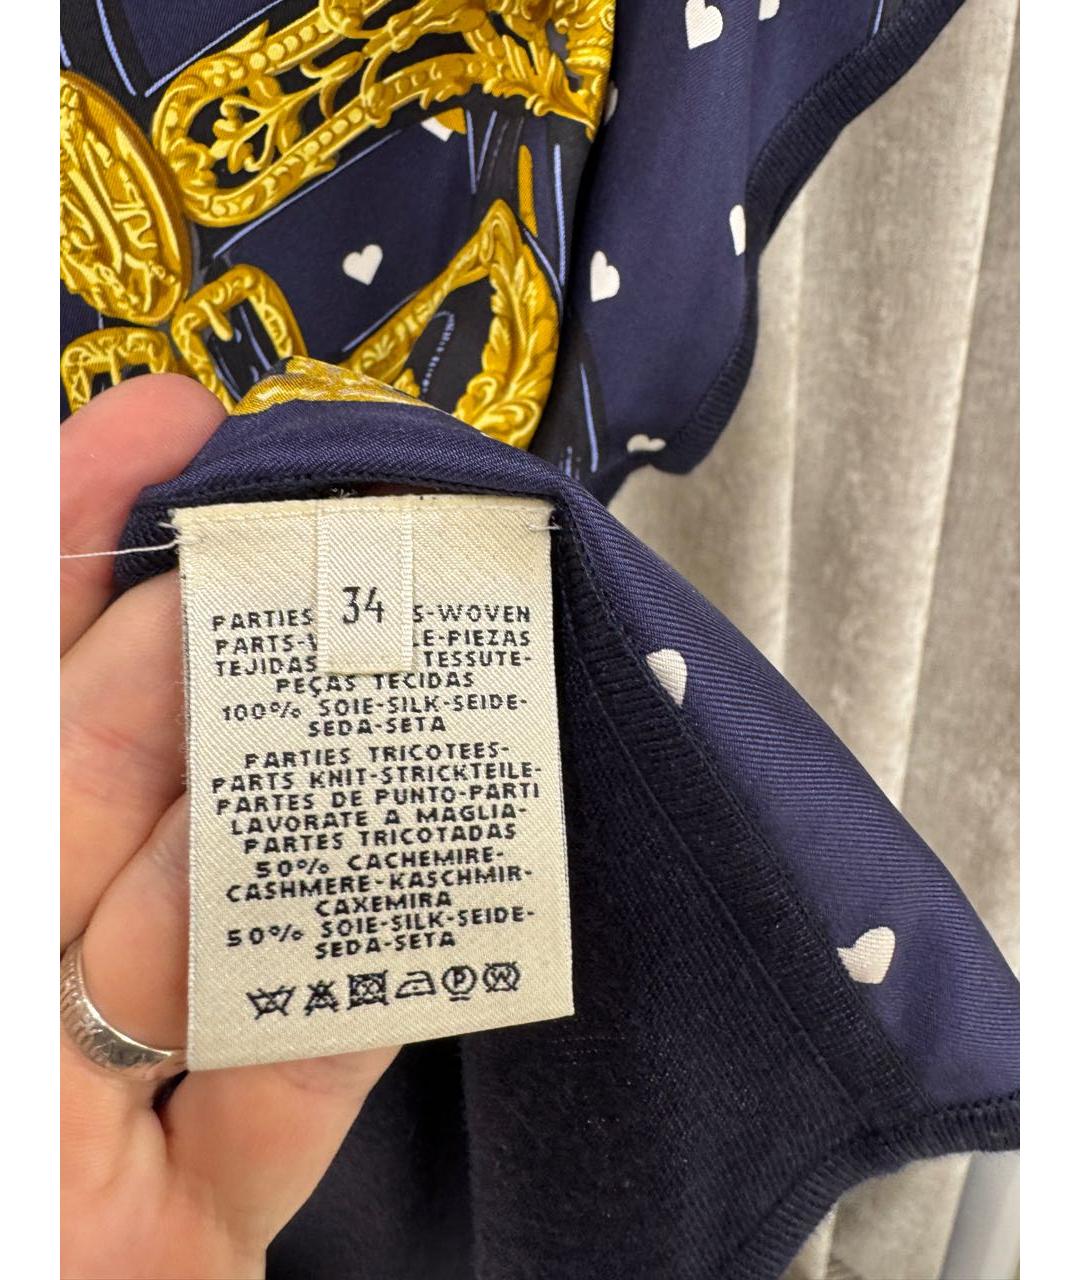 34
PARTIES S-WOVEN
PARTS- LE-PIEZAS
TEJIDAS TESSUTE-
PEÇAS TECIDAS
100% SOIE-SILK-SEIDE-
SEDA-SETA
PARTIES TRICOTEES-
PARTS KNIT-STRICKTEILE-
PARTES DE PUNTO-PARTI
LAVORATE A MAGLIA-
PARTES TRICOTADAS
50% CACHEMIRE-
CASHMERE-KASCHMIR-
CAXEMIRA
50% SOIE-SILK-SEIDE-
SEDA-SETA
P W